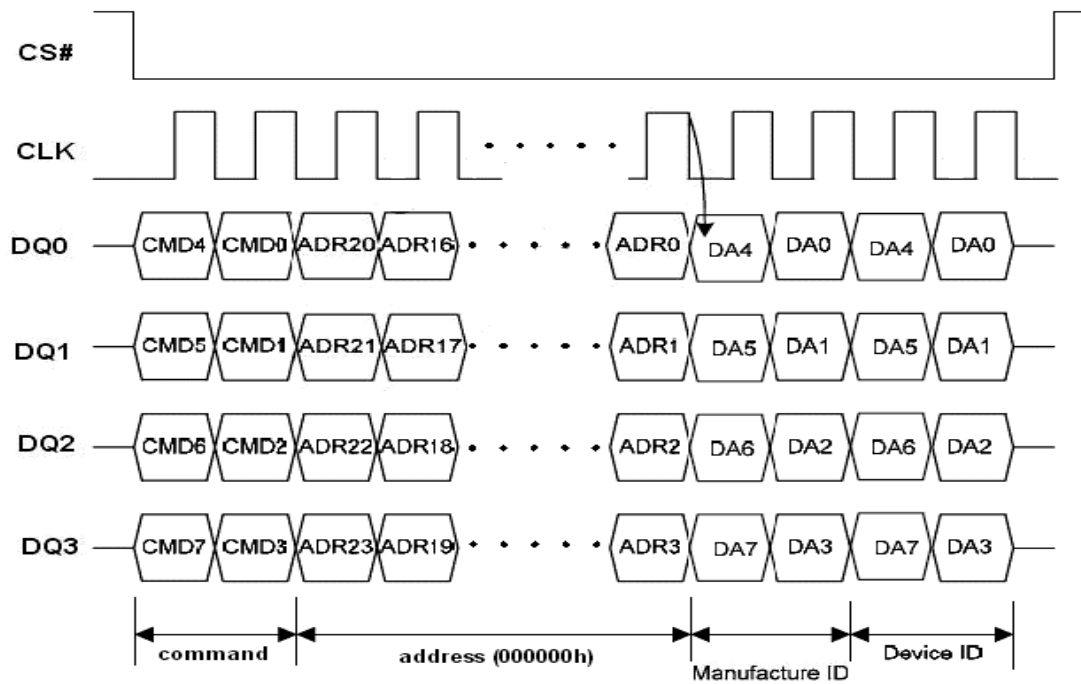 CS#
CLK
DQ0 CMD4 CMD0 ADR20 ADR16 ADR0 DA4 DA0 DA4 DA0
DQ1 CMD5 CMD1 ADR21 ADR17 ADR1 DA5 DA1 DA5 DA1
DQ2 CMD6 CMD2 ADR22 ADR18 ADR2 DA6 DA2 DA6 DA2
DQ3 CMD7 CMD3 ADR23 ADR19 ADR3 DA7 DA3 DA7 DA3
command address (000000h) Manufacture ID Device ID